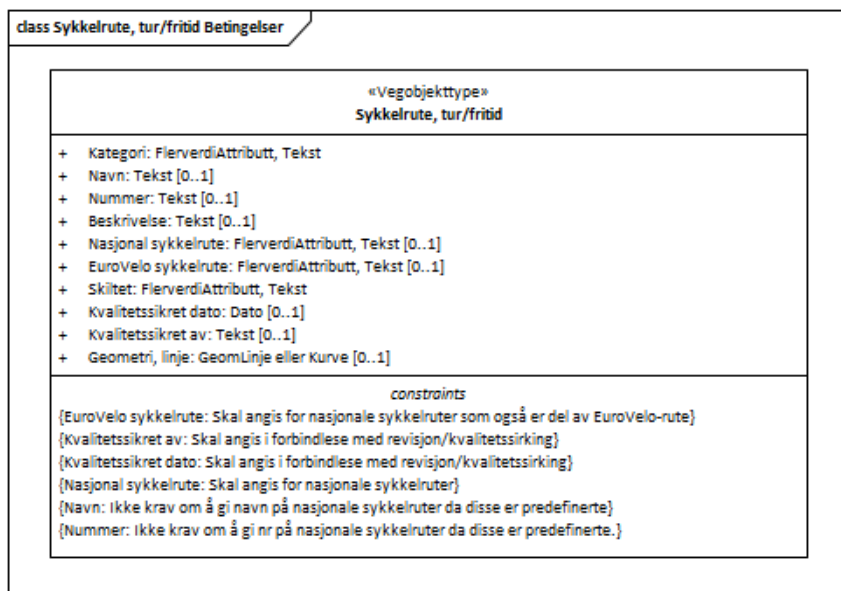 class Sykkelrute, tur/fritid Betingelser
«Vegobjekttype»
Sykkelrute, tur/fritid
+ Kategori: FlerverdiAttributt, Tekst
+ Navn: Tekst [0..1]
+ Nummer: Tekst [0..1]
+ Beskrivelse: Tekst [0..1]
+ Nasjonal sykkelrute: FlerverdiAttributt, Tekst [0..1]
+ EuroVelo sykkelrute: FlerverdiAttributt, Tekst [0..1]
+ Skiltet: FlerverdiAttributt, Tekst
+ Kvalitetssikret dato: Dato [0..1]
+ Kvalitetssikret av: Tekst [0..1]
+ Geometri, linje: GeomLinje eller Kurve [0..1]
constraints
{EuroVelo sykkelrute: Skal angis for nasjonale sykkelruter som også er del av EuroVelo-rute}
{Kvalitetssikret av: Skal angis i forbindlese med revisjon/kvalitetssirking}
{Kvalitetssikret dato: Skal angis i forbindlese med revisjon/kvalitetssirking}
{Nasjonal sykkelrute: Skal angis for nasjonale sykkelruter}
{Navn: Ikke krav om å gi navn på nasjonale sykkelruter da disse er predefinerte}
{Nummer: Ikke krav om å gi nr på nasjonale sykkelruter da disse er predefinerte.}